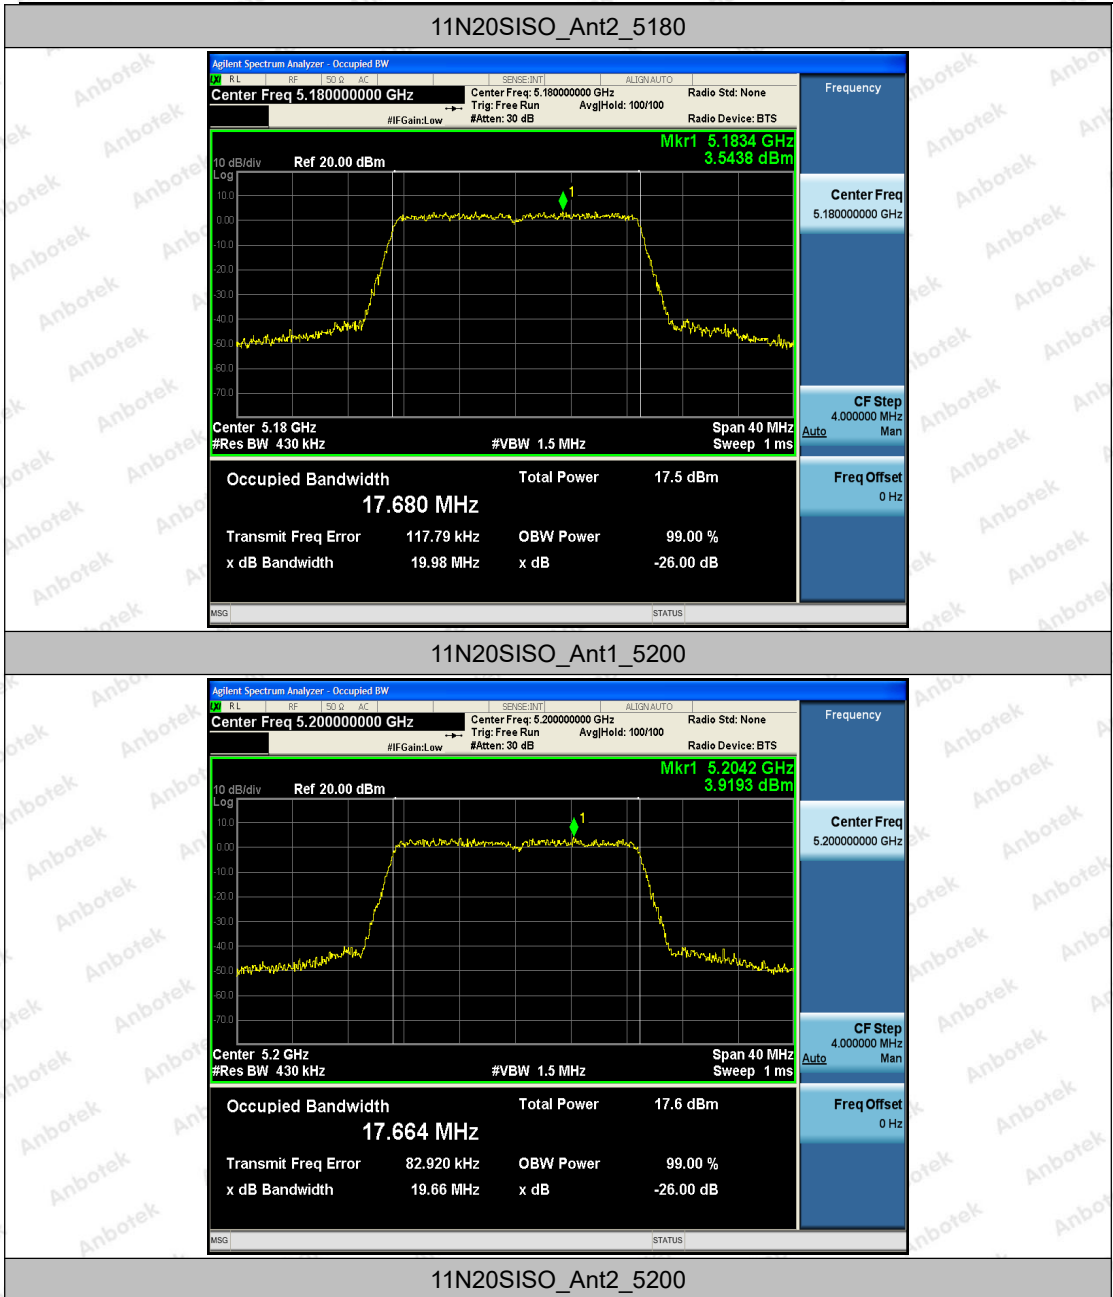 11N20SISO_Ant2_5180
Agilent Spectrum Analyzer - Occupied BW
LXI RL RF 50 Ω AC SENSE:INT ALIGNAUTO
Center Freq 5.180000000 GHz
Center Freq: 5.180000000 GHz
Radio Std: None
Trig: Free Run Avg|Hold: 100/100
#IFGain:Low
#Atten: 30 dB
Radio Device: BTS
Mkr1 5.1834 GHz
3.5438 dBm
10 dB/div Ref 20.00 dBm
Log
10.0
0.00
-10.0
-20.0
-30.0
-40.0
-50.0
-60.0
-70.0
1
Center 5.18 GHz
Span 40 MHz
#Res BW 430 kHz
#VBW 1.5 MHz
Sweep 1 ms
Occupied Bandwidth
17.680 MHz
Total Power 17.5 dBm
Transmit Freq Error 117.79 kHz
OBW Power 99.00 %
x dB Bandwidth 19.98 MHz
x dB -26.00 dB
MSG
STATUS
Frequency
Center Freq
5.180000000 GHz
CF Step
4.000000 MHz
Auto Man
Freq Offset
0 Hz
11N20SISO_Ant1_5200
Agilent Spectrum Analyzer - Occupied BW
LXI RL RF 50 Ω AC SENSE:INT ALIGNAUTO
Center Freq 5.200000000 GHz
Center Freq: 5.200000000 GHz
Radio Std: None
Trig: Free Run Avg|Hold: 100/100
#IFGain:Low
#Atten: 30 dB
Radio Device: BTS
Mkr1 5.2042 GHz
3.9193 dBm
10 dB/div Ref 20.00 dBm
Log
10.0
0.00
-10.0
-20.0
-30.0
-40.0
-50.0
-60.0
-70.0
1
Center 5.2 GHz
Span 40 MHz
#Res BW 430 kHz
#VBW 1.5 MHz
Sweep 1 ms
Occupied Bandwidth
17.664 MHz
Total Power 17.6 dBm
Transmit Freq Error 82.920 kHz
OBW Power 99.00 %
x dB Bandwidth 19.66 MHz
x dB -26.00 dB
MSG
STATUS
Frequency
Center Freq
5.200000000 GHz
CF Step
4.000000 MHz
Auto Man
Freq Offset
0 Hz
11N20SISO_Ant2_5200
Anbotek